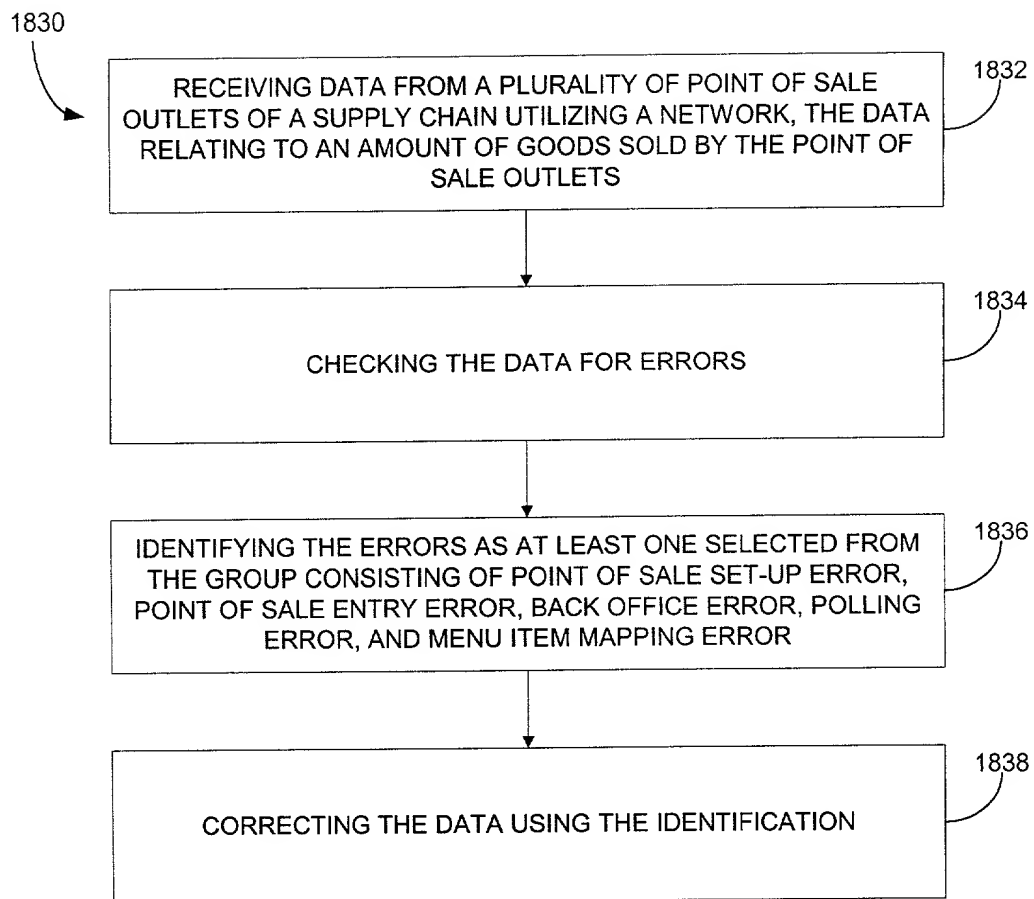 1830
RECEIVING DATA FROM A PLURALITY OF POINT OF SALE
OUTLETS OF A SUPPLY CHAIN UTILIZING A NETWORK, THE DATA
RELATING TO AN AMOUNT OF GOODS SOLD BY THE POINT OF
SALE OUTLETS
1832
CHECKING THE DATA FOR ERRORS
1834
IDENTIFYING THE ERRORS AS AT LEAST ONE SELECTED FROM
THE GROUP CONSISTING OF POINT OF SALE SET-UP ERROR,
POINT OF SALE ENTRY ERROR, BACK OFFICE ERROR, POLLING
ERROR, AND MENU ITEM MAPPING ERROR
1836
CORRECTING THE DATA USING THE IDENTIFICATION
1838